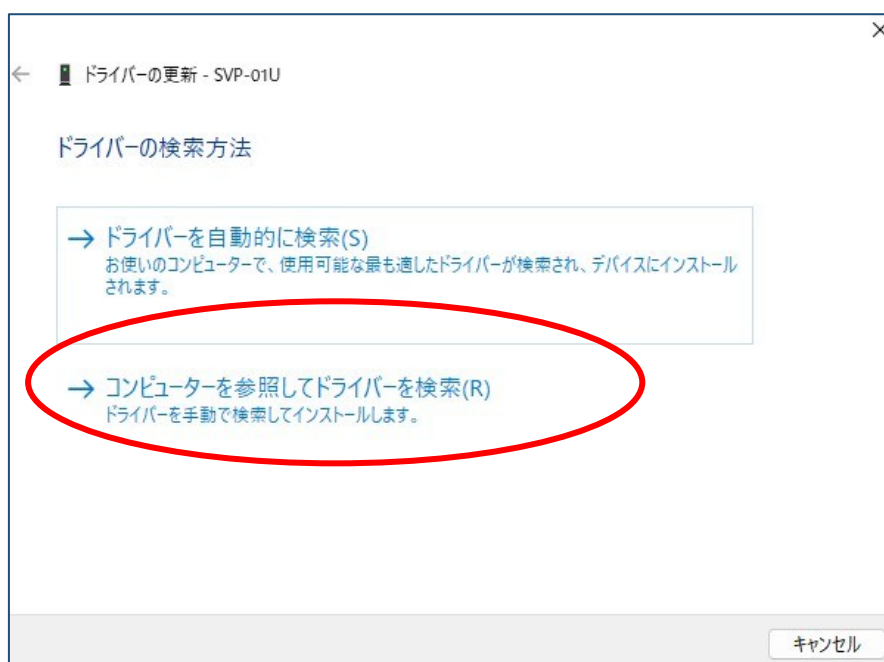 ドライバーの更新 - SVP-01U
ドライバーの検索方法
→ ドライバーを自動的に検索(S)
お使いのコンピューターで、使用可能な最も適したドライバーが検索され、デバイスにインストール
されます。
→ コンピューターを参照してドライバーを検索(R)
ドライバーを手動で検索してインストールします。
キャンセル